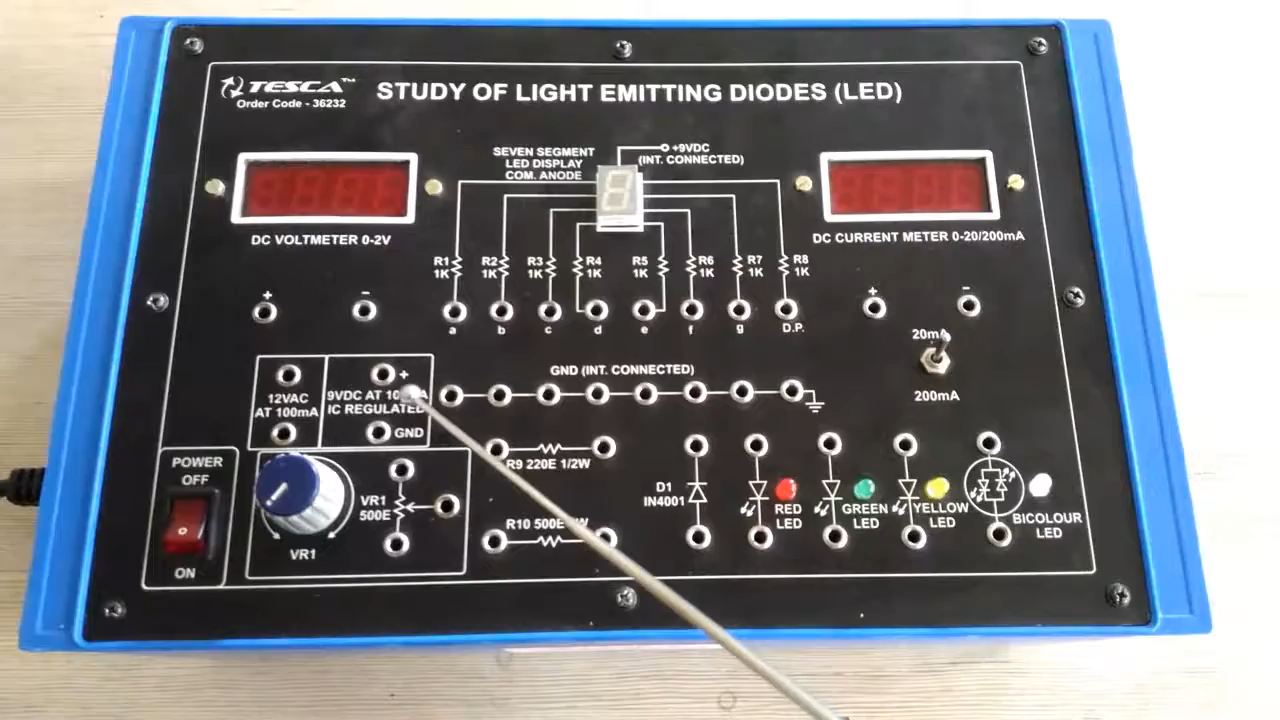 TESCA™
Order Code - 36232
STUDY OF LIGHT EMITTING DIODES (LED)
SEVEN SEGMENT
LED DISPLAY
COM. ANODE
+9VDC
(INT. CONNECTED)
DC VOLTMETER 0-2V
DC CURRENT METER 0-20/200mA
R1
1K
R2
1K
R3
1K
R4
1K
R5
1K
R6
1K
R7
1K
R8
1K
+
-
a
b
c
d
e
f
g
D.P.
+
-
20mA
200mA
12VAC
AT 100mA
+
9VDC AT
IC REGULATED
GND
GND (INT. CONNECTED)
R9 220E 1/2W
R10 500E
POWER
OFF
ON
VR1
VR1
500E
D1
IN4001
RED
LED
GREEN
LED
YELLOW
LED
BICOLOUR
LED